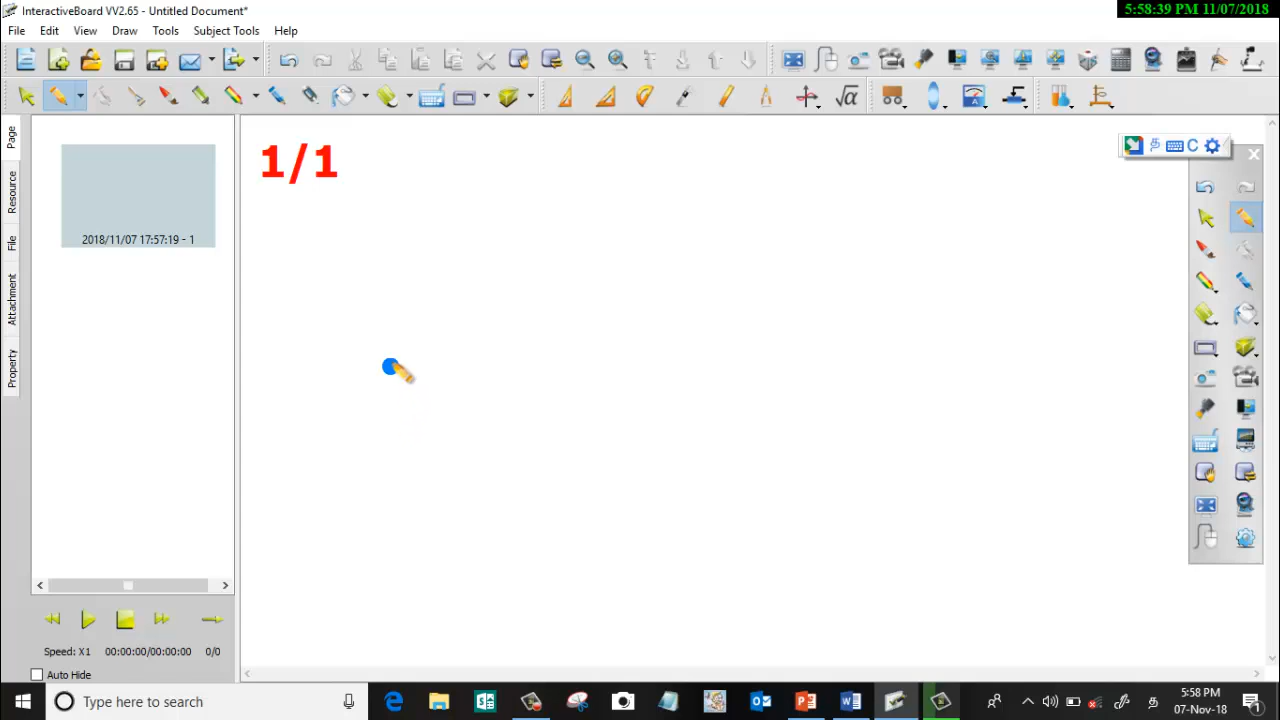 InteractiveBoard VV2.65 - Untitled Document*
5:58:39 PM 11/07/2018
File Edit View Draw Tools Subject Tools Help
Page
Resource
File
Attachment
Property
2018/11/07 17:57:19 - 1
1/1
C
Speed: X1 00:00:00/00:00:00 0/0
Auto Hide
Type here to search
5:58 PM
07-Nov-18